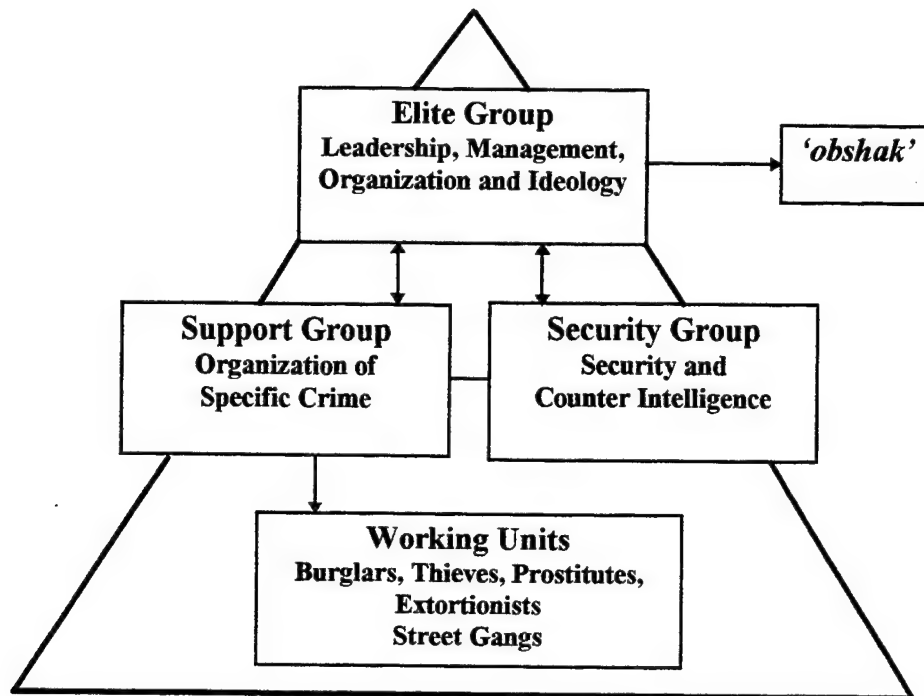 Elite Group
Leadership, Management,
Organization and Ideology
'obshak'
Support Group
Organization of
Specific Crime
Security Group
Security and
Counter Intelligence
Working Units
Burglars, Thieves, Prostitutes,
Extortionists
Street Gangs